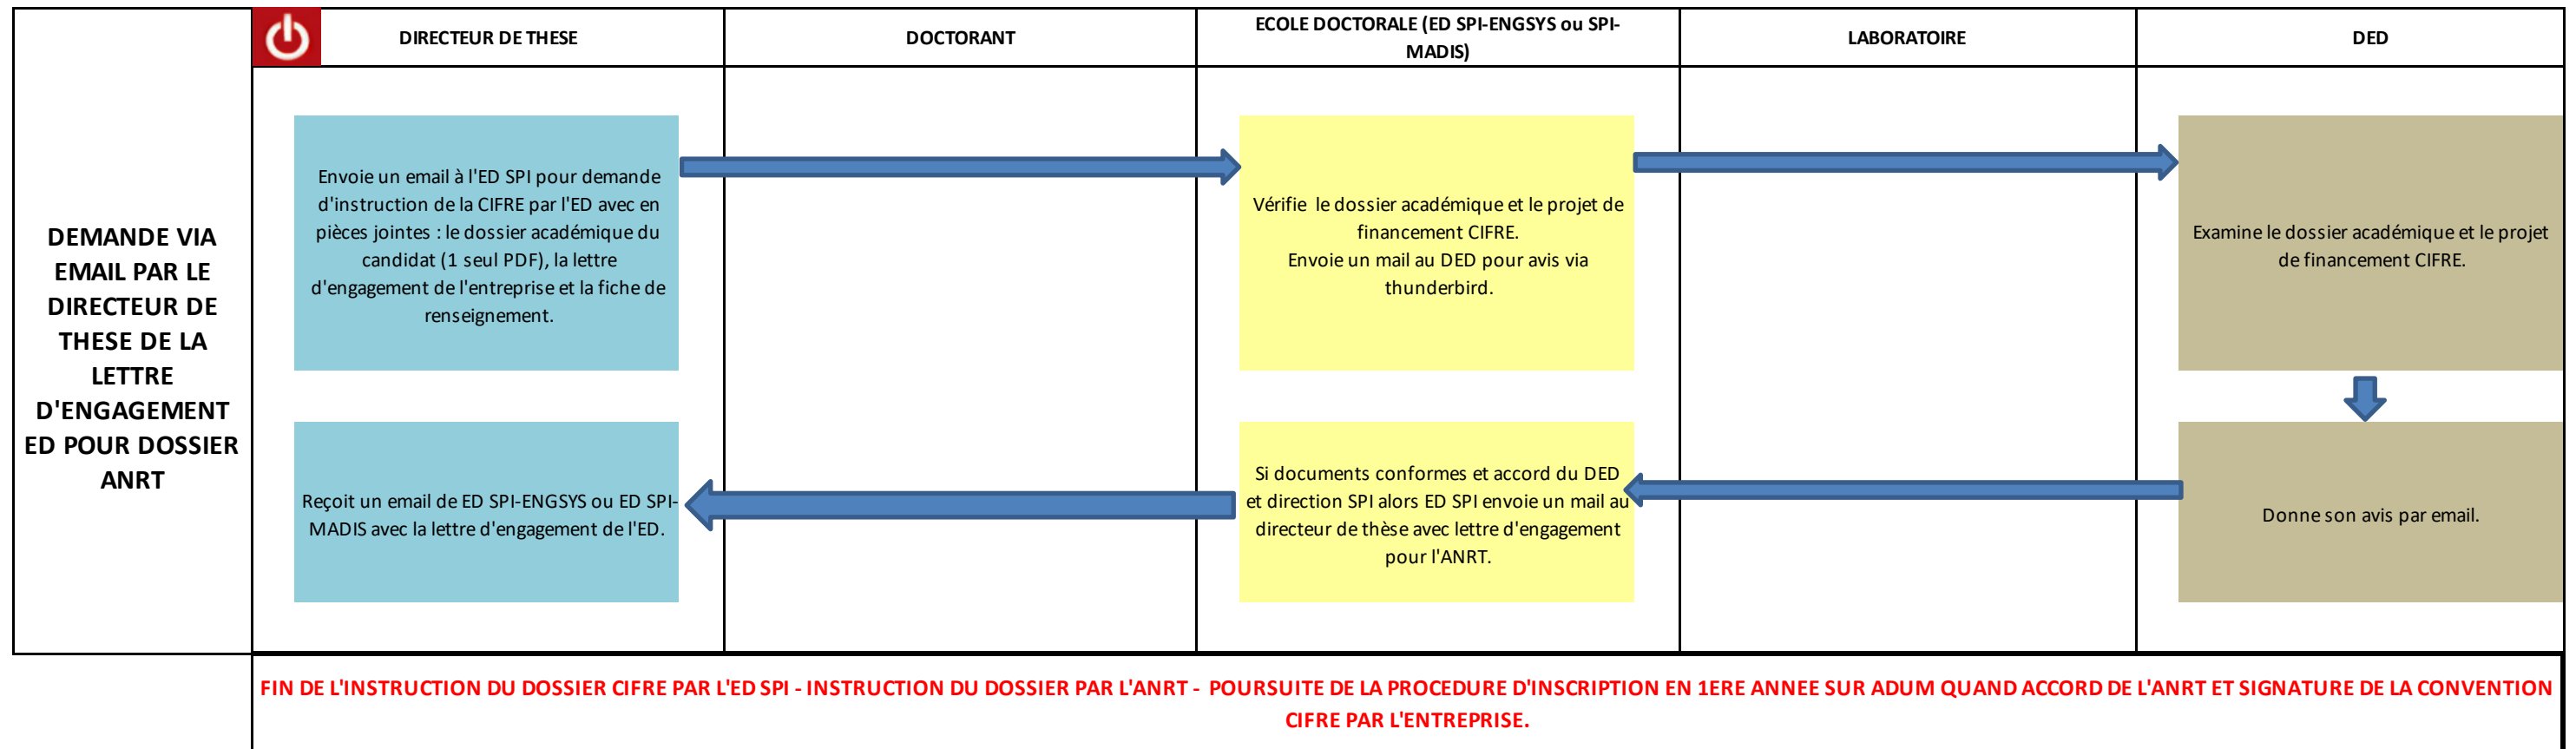 DIRECTEUR DE THESE
DOCTORANT
ECOLE DOCTORALE (ED SPI-ENGSYS ou SPI-
MADIS)
LABORATOIRE
DED
DEMANDE VIA
EMAIL PAR LE
DIRECTEUR DE
THESE DE LA
LETTRE
D'ENGAGEMENT
ED POUR DOSSIER
ANRT
Envoie un email à l'ED SPI pour demande
d'instruction de la CIFRE par l'ED avec en
pièces jointes : le dossier académique du
candidat (1 seul PDF), la lettre
d'engagement de l'entreprise et la fiche de
renseignement.
Vérifie le dossier académique et le projet de
financement CIFRE.
Envoie un mail au DED pour avis via
thunderbird.
Examine le dossier académique et le projet
de financement CIFRE.
Reçoit un email de ED SPI-ENGSYS ou ED SPI-
MADIS avec la lettre d'engagement de l'ED.
Si documents conformes et accord du DED
et direction SPI alors ED SPI envoie un mail au
directeur de thèse avec lettre d'engagement
pour l'ANRT.
Donne son avis par email.
FIN DE L'INSTRUCTION DU DOSSIER CIFRE PAR L'ED SPI - INSTRUCTION DU DOSSIER PAR L'ANRT - POURSUITE DE LA PROCEDURE D'INSCRIPTION EN 1ERE ANNEE SUR ADUM QUAND ACCORD DE L'ANRT ET SIGNATURE DE LA CONVENTION
CIFRE PAR L'ENTREPRISE.